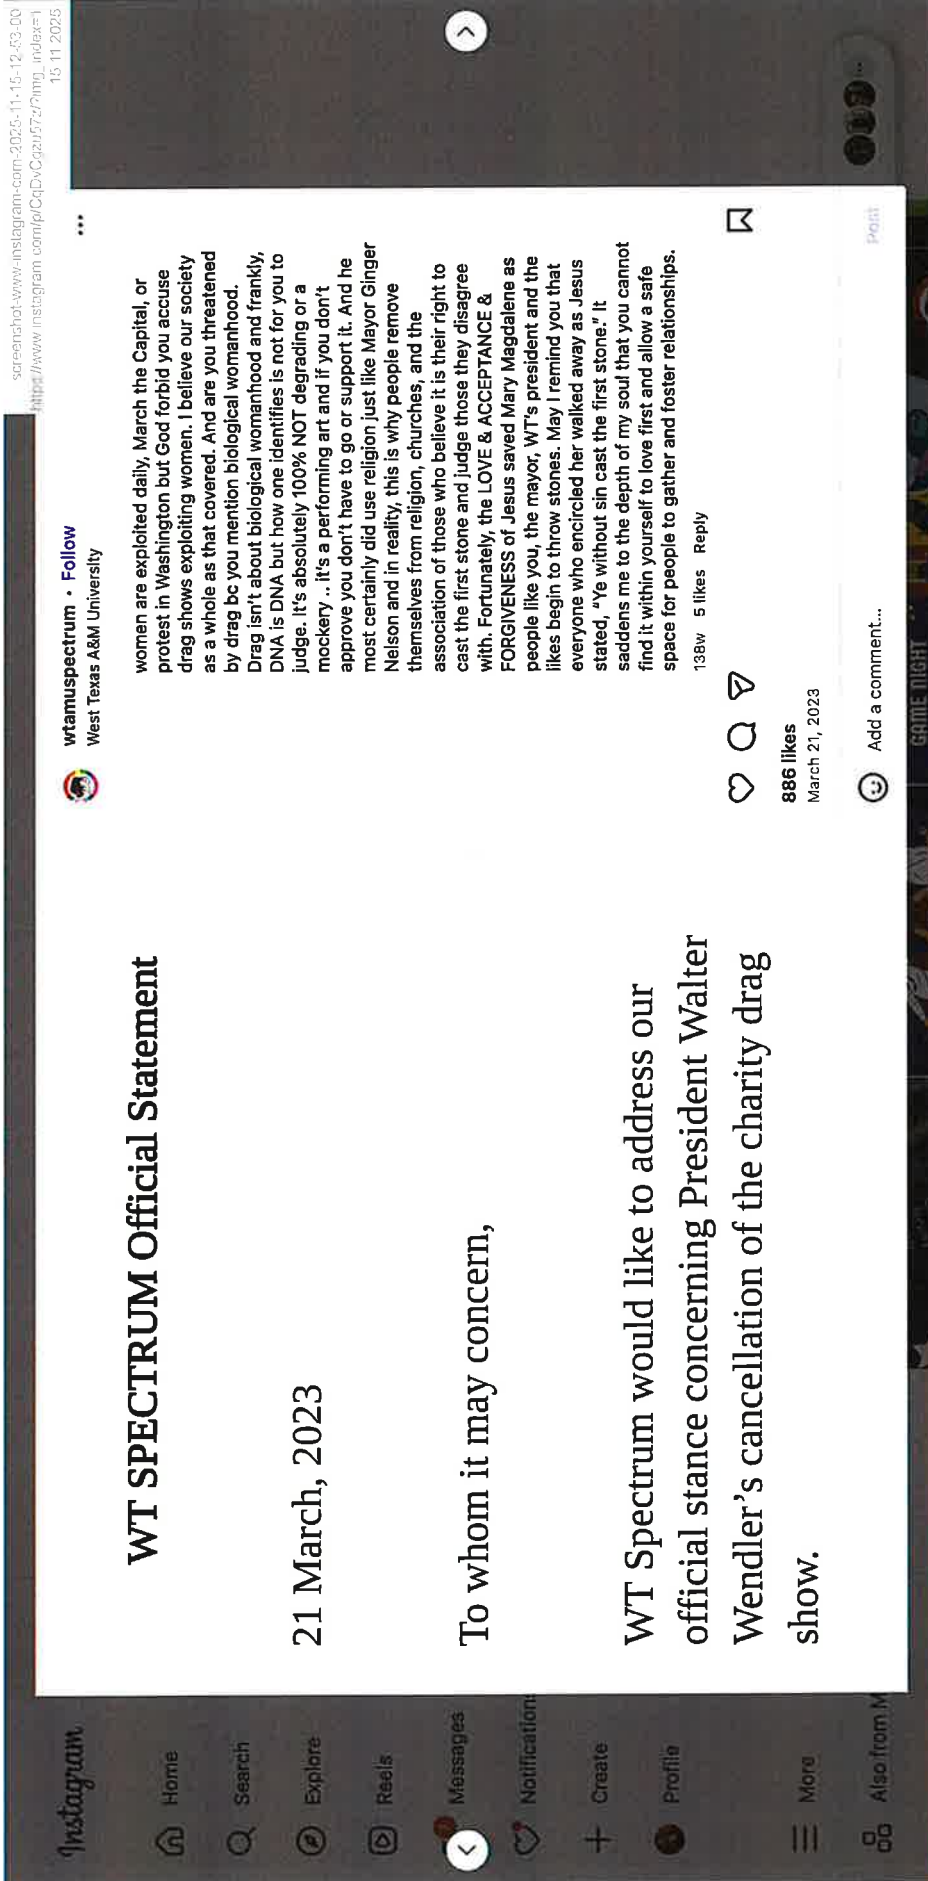 screenshot-www-instagram-com-2025-11-15-12-53-00
https://www.instagram.com/p/CqDvCgzu57z/?img_index=1
15 11 2025
Instagram
Home
Search
Explore
Reels
Messages
Notification
Create
Profile
More
Also from M
WT SPECTRUM Official Statement
21 March, 2023
To whom it may concern,
WT Spectrum would like to address our
official stance concerning President Walter
Wendler’s cancellation of the charity drag
show.
wtamuspectrum • Follow
West Texas A&M University
women are exploited daily, March the Capital, or
protest in Washington but God forbid you accuse
drag shows exploiting women. I believe our society
as a whole as that covered. And are you threatened
by drag bc you mention biological womanhood.
Drag isn’t about biological womanhood and frankly,
DNA is DNA but how one identifies is not for you to
judge. It’s absolutely 100% NOT degrading or a
mockery .. it’s a performing art and if you don’t
approve you don’t have to go or support it. And he
most certainly did use religion just like Mayor Ginger
Nelson and in reality, this is why people remove
themselves from religion, churches, and the
association of those who believe it is their right to
cast the first stone and judge those they disagree
with. Fortunately, the LOVE & ACCEPTANCE &
FORGIVENESS of Jesus saved Mary Magdalene as
people like you, the mayor, WT’s president and the
likes begin to throw stones. May I remind you that
everyone who encircled her walked away as Jesus
stated, “Ye without sin cast the first stone.” It
saddens me to the depth of my soul that you cannot
find it within yourself to love first and allow a safe
space for people to gather and foster relationships.
138w 5 likes Reply
886 likes
March 21, 2023
Add a comment...
Post
GAME NIGHT